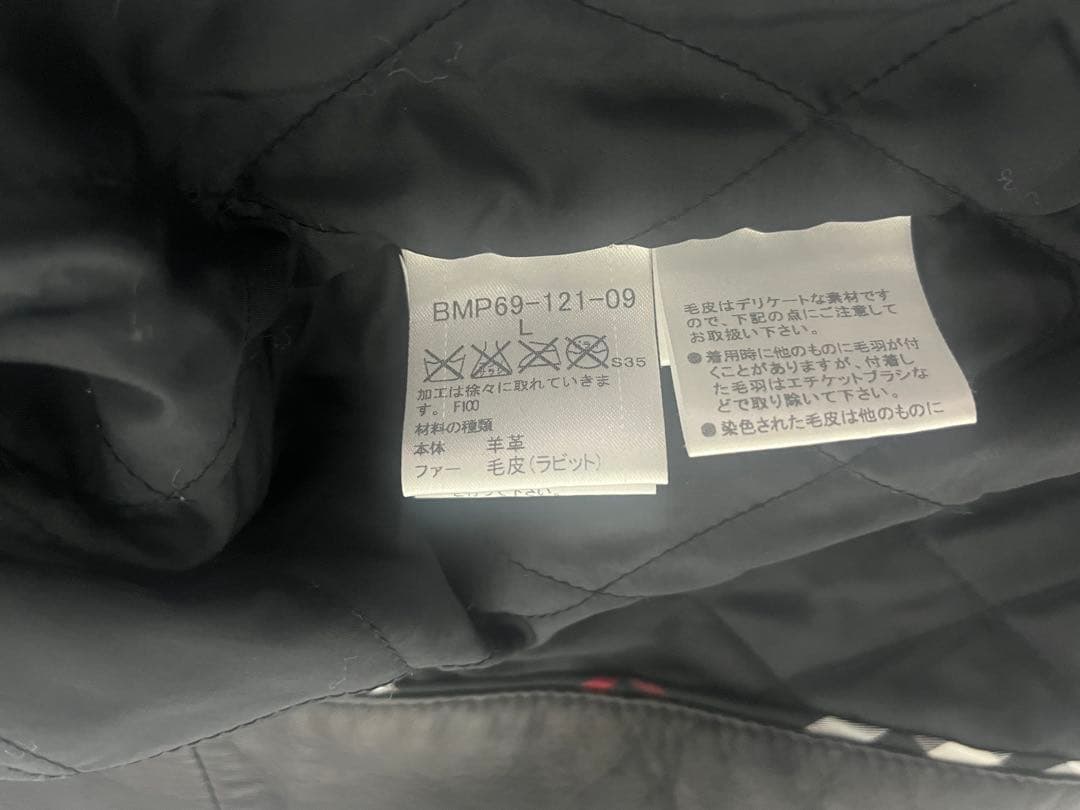 BMP69-121-09
L
S35
加工は徐々に取れていきま
す。 F100
材料の種類
本体 羊革
ファー 毛皮(ラビット)
毛皮はデリケートな素材です
ので、下記の点にご注意して
お取扱い下さい。
●着用時に他のものに毛羽が付
くことがありますが、付着し
た毛羽はエチケットブラシな
どで取り除いて下さい。
●染色された毛皮は他のものに